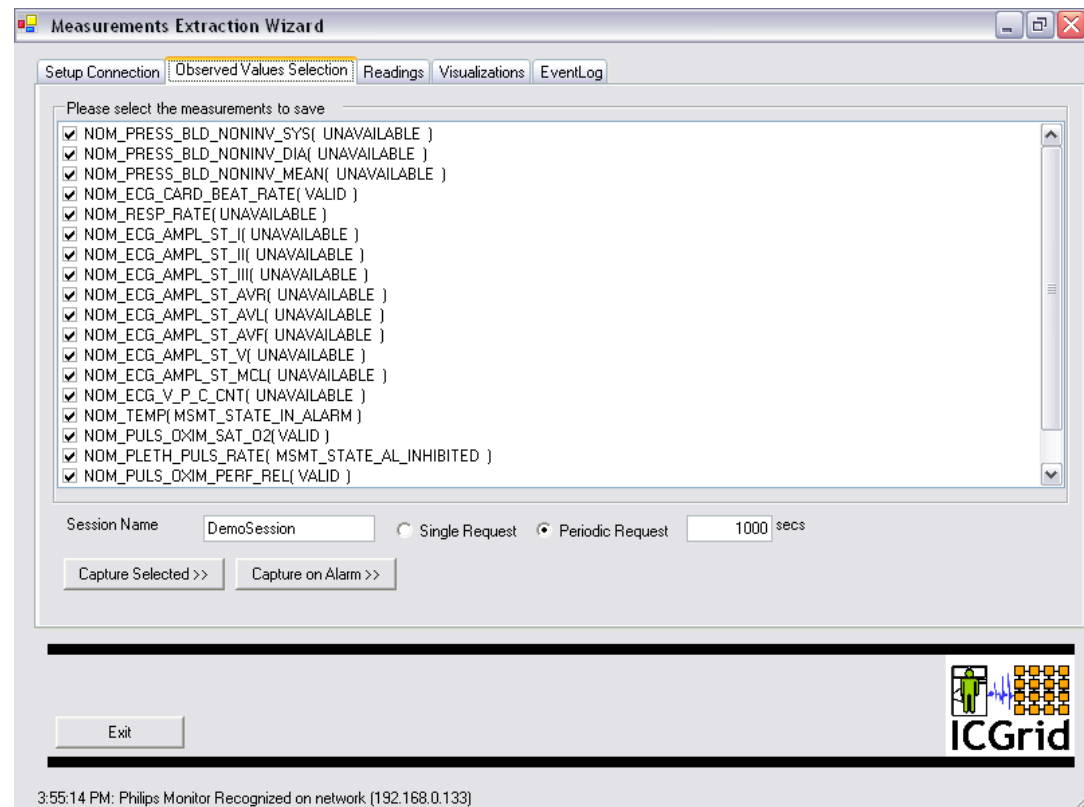 Measurements Extraction Wizard
Setup Connection Observed Values Selection Readings Visualizations EventLog
Please select the measurements to save
NOM_PRESS_BLD_NONINV_SYS( UNAVAILABLE )
NOM_PRESS_BLD_NONINV_DIA( UNAVAILABLE )
NOM_PRESS_BLD_NONINV_MEAN( UNAVAILABLE )
NOM_ECG_CARD_BEAT_RATE( VALID )
NOM_RESP_RATE( UNAVAILABLE )
NOM_ECG_AMPL_ST_I( UNAVAILABLE )
NOM_ECG_AMPL_ST_II( UNAVAILABLE )
NOM_ECG_AMPL_ST_III( UNAVAILABLE )
NOM_ECG_AMPL_ST_AVR( UNAVAILABLE )
NOM_ECG_AMPL_ST_AVL( UNAVAILABLE )
NOM_ECG_AMPL_ST_AVF( UNAVAILABLE )
NOM_ECG_AMPL_ST_V( UNAVAILABLE )
NOM_ECG_AMPL_ST_MCL( UNAVAILABLE )
NOM_ECG_V_P_C_CNT( UNAVAILABLE )
NOM_TEMP( MSMT_STATE_IN_ALARM )
NOM_PULS_OXIM_SAT_O2( VALID )
NOM_PLETH_PULS_RATE( MSMT_STATE_AL_INHIBITED )
NOM_PULS_OXIM_PERF_REL( VALID )
Session Name DemoSession Single Request Periodic Request 1000 secs
Capture Selected >> Capture on Alarm >>
Exit
ICGrid
3:55:14 PM: Philips Monitor Recognized on network (192.168.0.133)